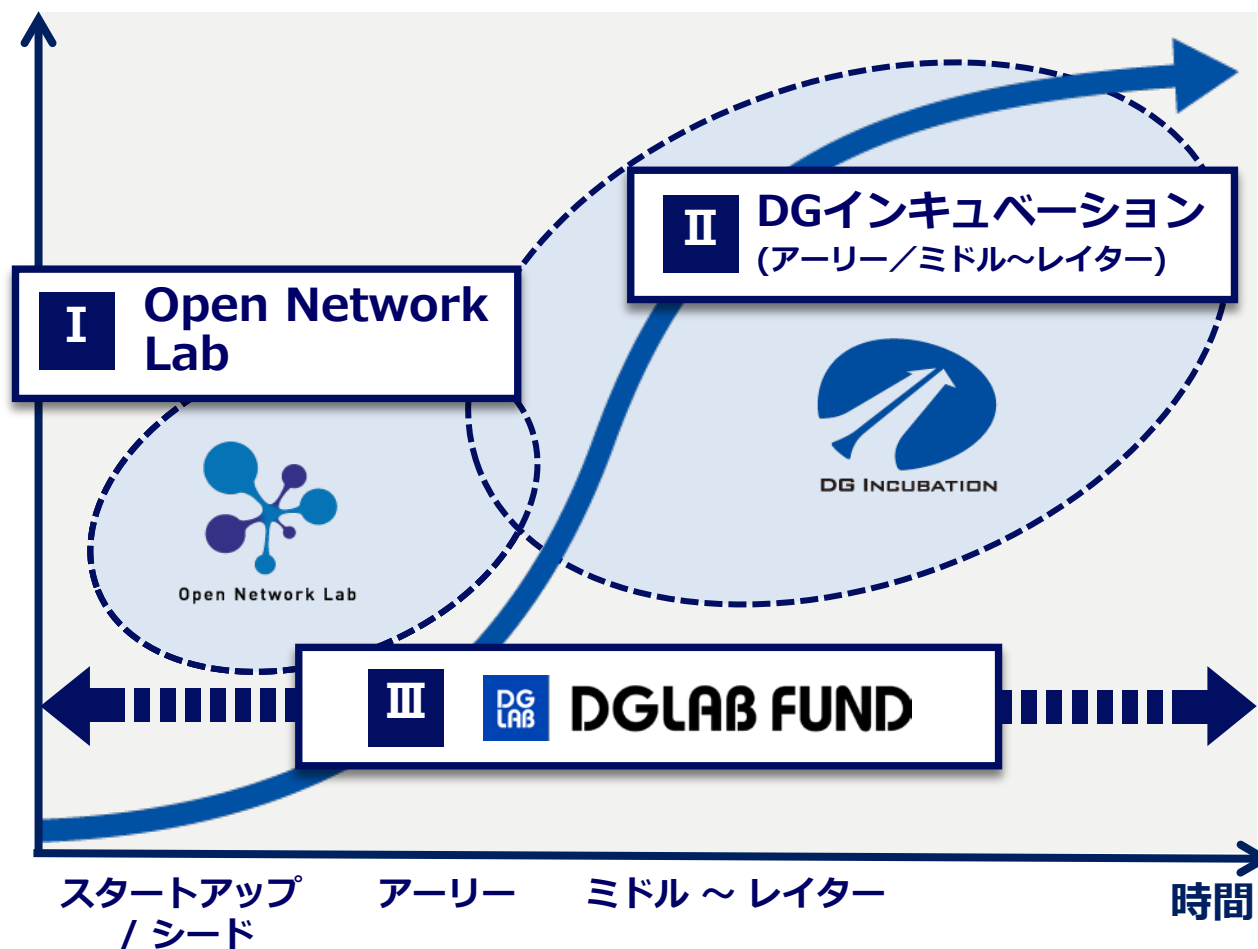 Ⅰ
Open Network
Lab
Open Network Lab
Ⅱ
DGインキュベーション
(アーリー／ミドル～レイター)
DG INCUBATION
Ⅲ
DG
LAB
DGLAB FUND
スタートアップ
/ シード
アーリー
ミドル ～ レイター
時間